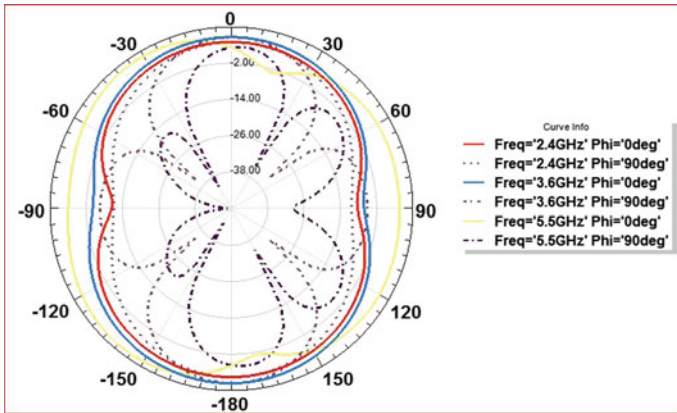 0
-30
30
-2.00
-60
60
-14.00
-26.00
-38.00
-90
90
-120
120
-150
150
-180
Curve Info
Freq='2.4GHz' Phi='0deg'
Freq='2.4GHz' Phi='90deg'
Freq='3.6GHz' Phi='0deg'
Freq='3.6GHz' Phi='90deg'
Freq='5.5GHz' Phi='0deg'
Freq='5.5GHz' Phi='90deg'